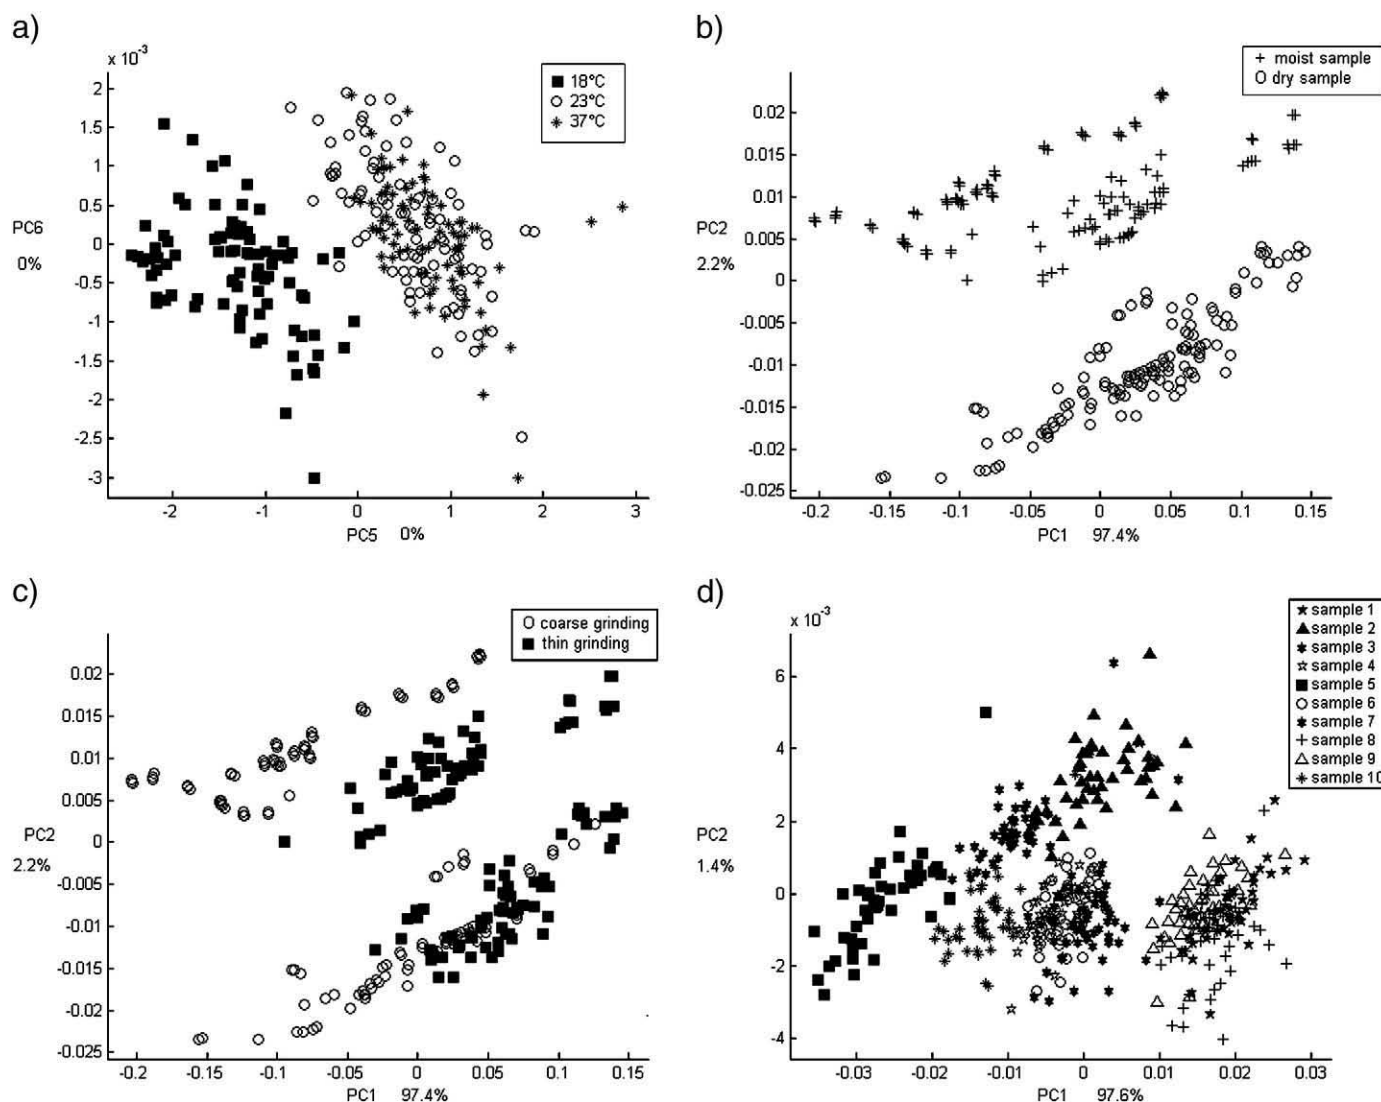 a)
x 10⁻³
18°C
23°C
37°C
2
1.5
1
0.5
0
-0.5
-1
-1.5
-2
-2.5
-3
PC6
0%
-2 -1 0 1 2 3
PC5 0%
b)
+ moist sample
O dry sample
0.02
0.015
0.01
0.005
0
-0.005
-0.01
-0.015
-0.02
-0.025
PC2
2.2%
-0.2 -0.15 -0.1 -0.05 0 0.05 0.1 0.15
PC1 97.4%
c)
coarse grinding
thin grinding
0.02
0.015
0.01
0.005
0
-0.005
-0.01
-0.015
-0.02
-0.025
PC2
2.2%
-0.2 -0.15 -0.1 -0.05 0 0.05 0.1 0.15
PC1 97.4%
d)
x 10⁻³
sample 1
sample 2
sample 3
sample 4
sample 5
sample 6
sample 7
sample 8
sample 9
sample 10
6
4
2
0
-2
-4
PC2
1.4%
-0.03 -0.02 -0.01 0 0.01 0.02 0.03
PC1 97.6%